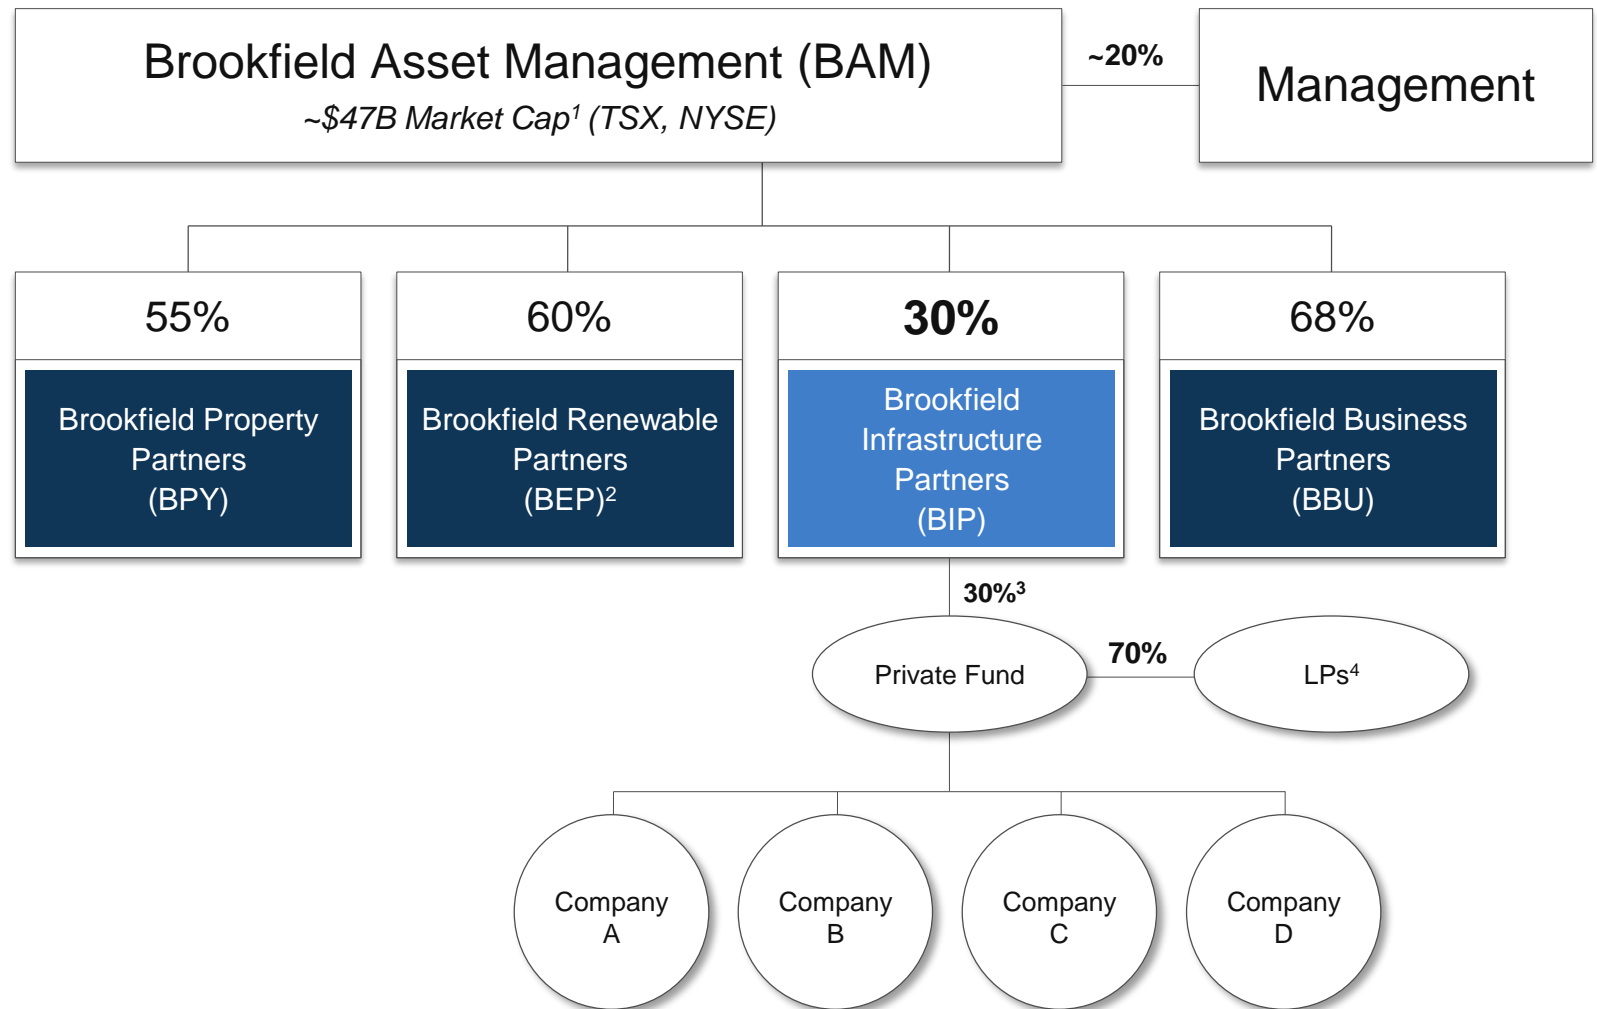 Brookfield Asset Management (BAM)
~$47B Market Cap¹ (TSX, NYSE)
~20%
Management
55%
60%
30%
68%
Brookfield Property
Partners
(BPY)
Brookfield Renewable
Partners
(BEP)²
Brookfield
Infrastructure
Partners
(BIP)
Brookfield Business
Partners
(BBU)
30%³
Private Fund
70%
LPs⁴
Company
A
Company
B
Company
C
Company
D